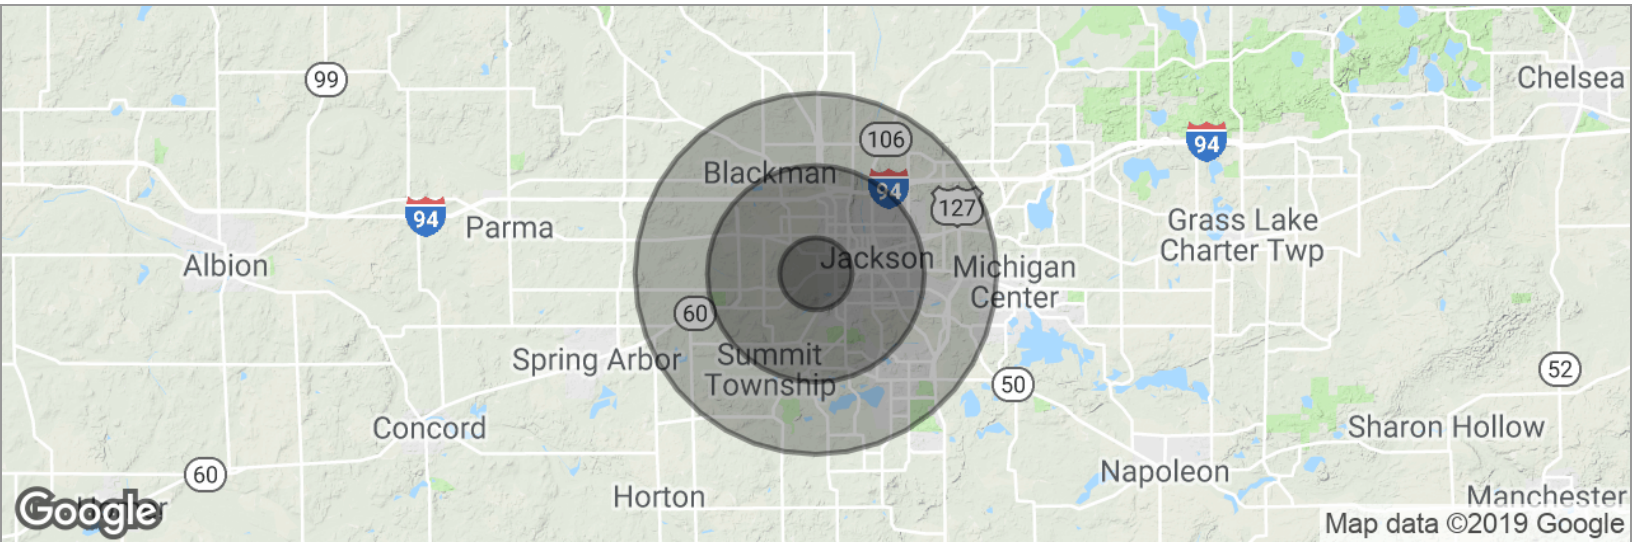 99
Chelsea
106
94
Blackman
94
127
94
Parma
Grass Lake
Charter Twp
Albion
Jackson
Michigan
Center
60
Spring Arbor
Summit
Township
50
52
Concord
Sharon Hollow
60
Napoleon
Horton
Manchester
Google
Map data ©2019 Google